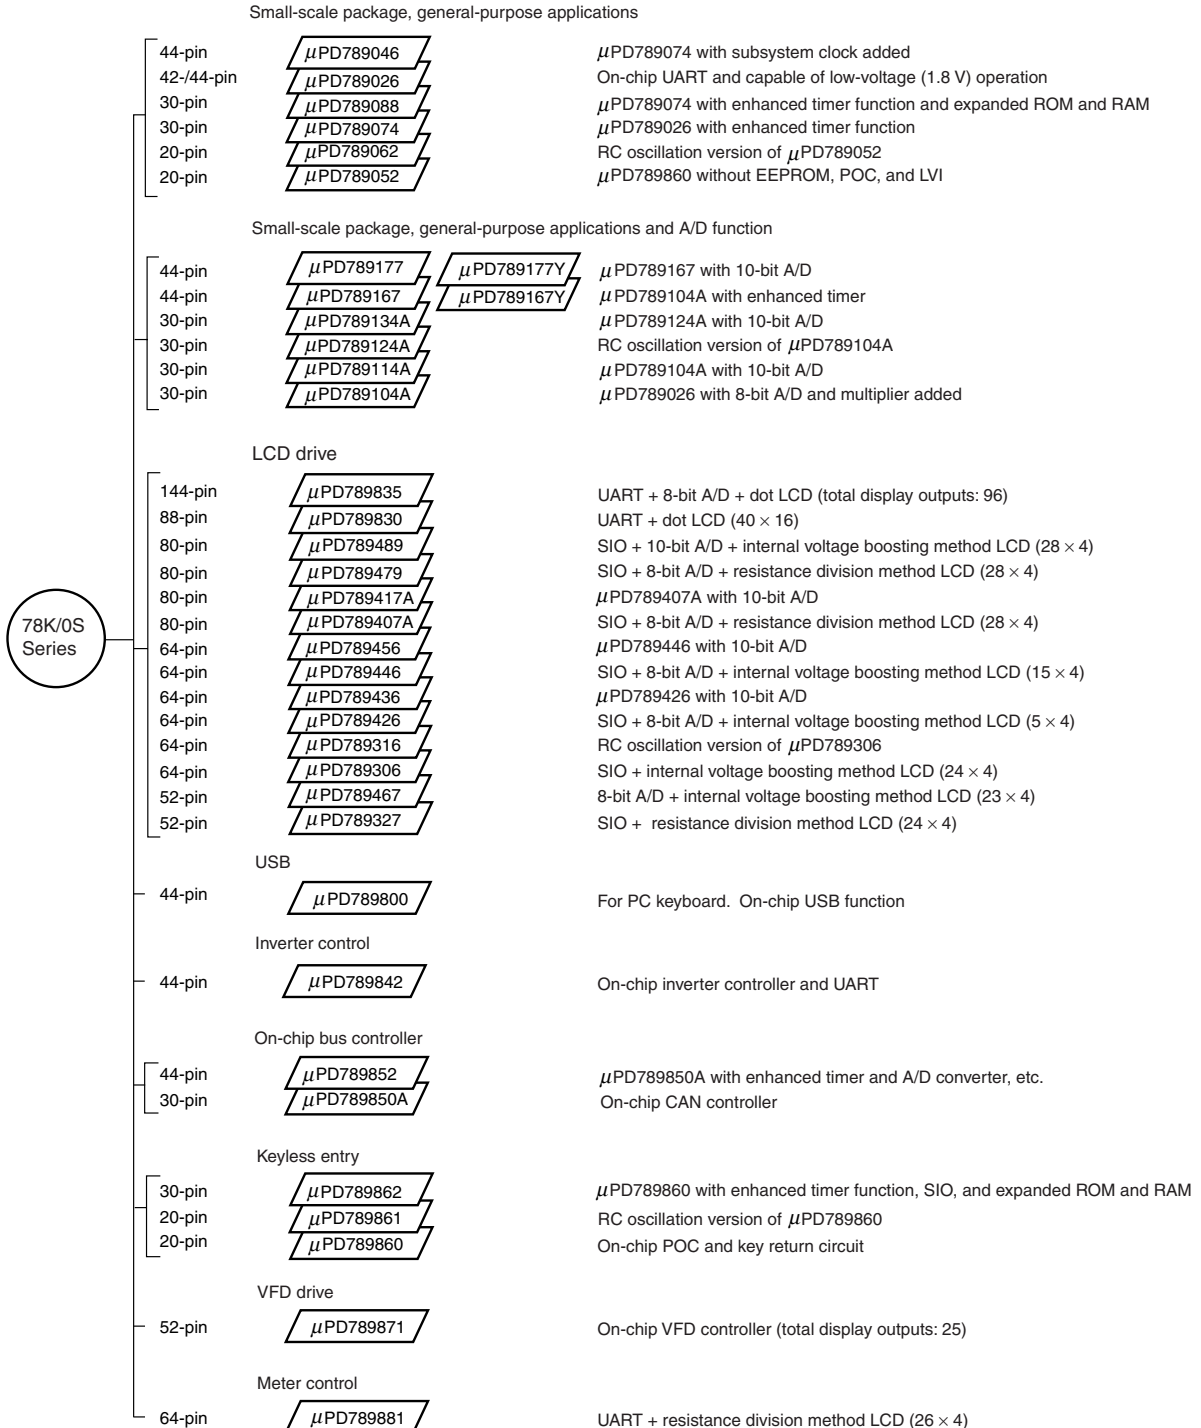 Small-scale package, general-purpose applications
44-pin μPD789046 μPD789074 with subsystem clock added
42-/44-pin μPD789026 On-chip UART and capable of low-voltage (1.8 V) operation
30-pin μPD789088 μPD789074 with enhanced timer function and expanded ROM and RAM
30-pin μPD789074 μPD789026 with enhanced timer function
20-pin μPD789062 RC oscillation version of μPD789052
20-pin μPD789052 μPD789860 without EEPROM, POC, and LVI
Small-scale package, general-purpose applications and A/D function
44-pin μPD789177 μPD789177Y μPD789167 with 10-bit A/D
44-pin μPD789167 μPD789167Y μPD789104A with enhanced timer
30-pin μPD789134A μPD789124A with 10-bit A/D
30-pin μPD789124A RC oscillation version of μPD789104A
30-pin μPD789114A μPD789104A with 10-bit A/D
30-pin μPD789104A μPD789026 with 8-bit A/D and multiplier added
LCD drive
144-pin μPD789835 UART + 8-bit A/D + dot LCD (total display outputs: 96)
88-pin μPD789830 UART + dot LCD (40 × 16)
80-pin μPD789489 SIO + 10-bit A/D + internal voltage boosting method LCD (28 × 4)
80-pin μPD789479 SIO + 8-bit A/D + resistance division method LCD (28 × 4)
80-pin μPD789417A μPD789407A with 10-bit A/D
80-pin μPD789407A SIO + 8-bit A/D + resistance division method LCD (28 × 4)
78K/0S Series
64-pin μPD789456 μPD789446 with 10-bit A/D
64-pin μPD789446 SIO + 8-bit A/D + internal voltage boosting method LCD (15 × 4)
64-pin μPD789436 μPD789426 with 10-bit A/D
64-pin μPD789426 SIO + 8-bit A/D + internal voltage boosting method LCD (5 × 4)
64-pin μPD789316 RC oscillation version of μPD789306
64-pin μPD789306 SIO + internal voltage boosting method LCD (24 × 4)
52-pin μPD789467 8-bit A/D + internal voltage boosting method LCD (23 × 4)
52-pin μPD789327 SIO + resistance division method LCD (24 × 4)
USB
44-pin μPD789800 For PC keyboard. On-chip USB function
Inverter control
44-pin μPD789842 On-chip inverter controller and UART
On-chip bus controller
44-pin μPD789852 μPD789850A with enhanced timer and A/D converter, etc.
30-pin μPD789850A On-chip CAN controller
Keyless entry
30-pin μPD789862 μPD789860 with enhanced timer function, SIO, and expanded ROM and RAM
20-pin μPD789861 RC oscillation version of μPD789860
20-pin μPD789860 On-chip POC and key return circuit
VFD drive
52-pin μPD789871 On-chip VFD controller (total display outputs: 25)
Meter control
64-pin μPD789881 UART + resistance division method LCD (26 × 4)